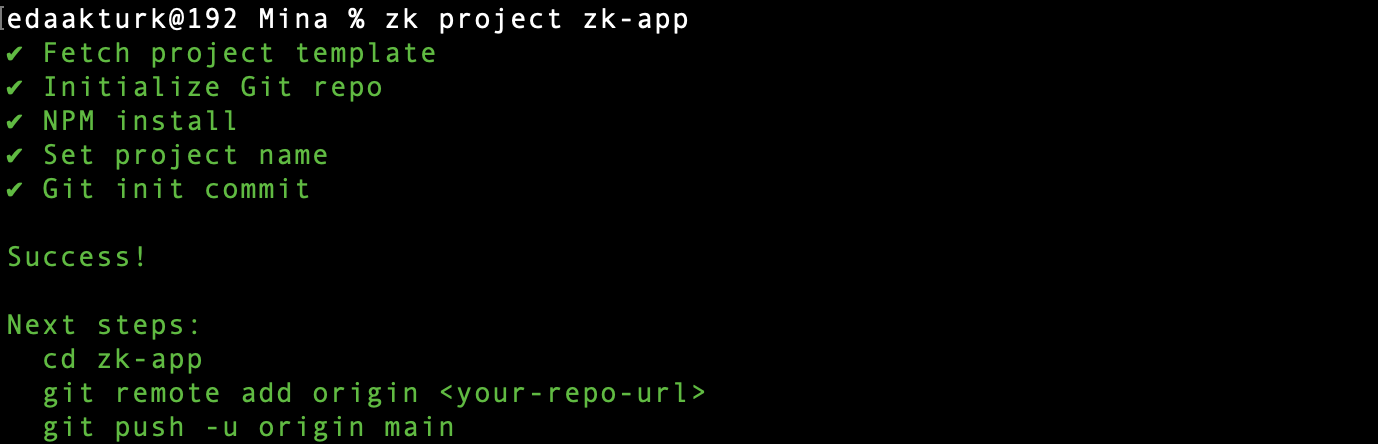 [edaakturk@192 Mina % zk project zk-app
✔ Fetch project template
✔ Initialize Git repo
✔ NPM install
✔ Set project name
✔ Git init commit
Success!
Next steps:
cd zk-app
git remote add origin <your-repo-url>
git push -u origin main